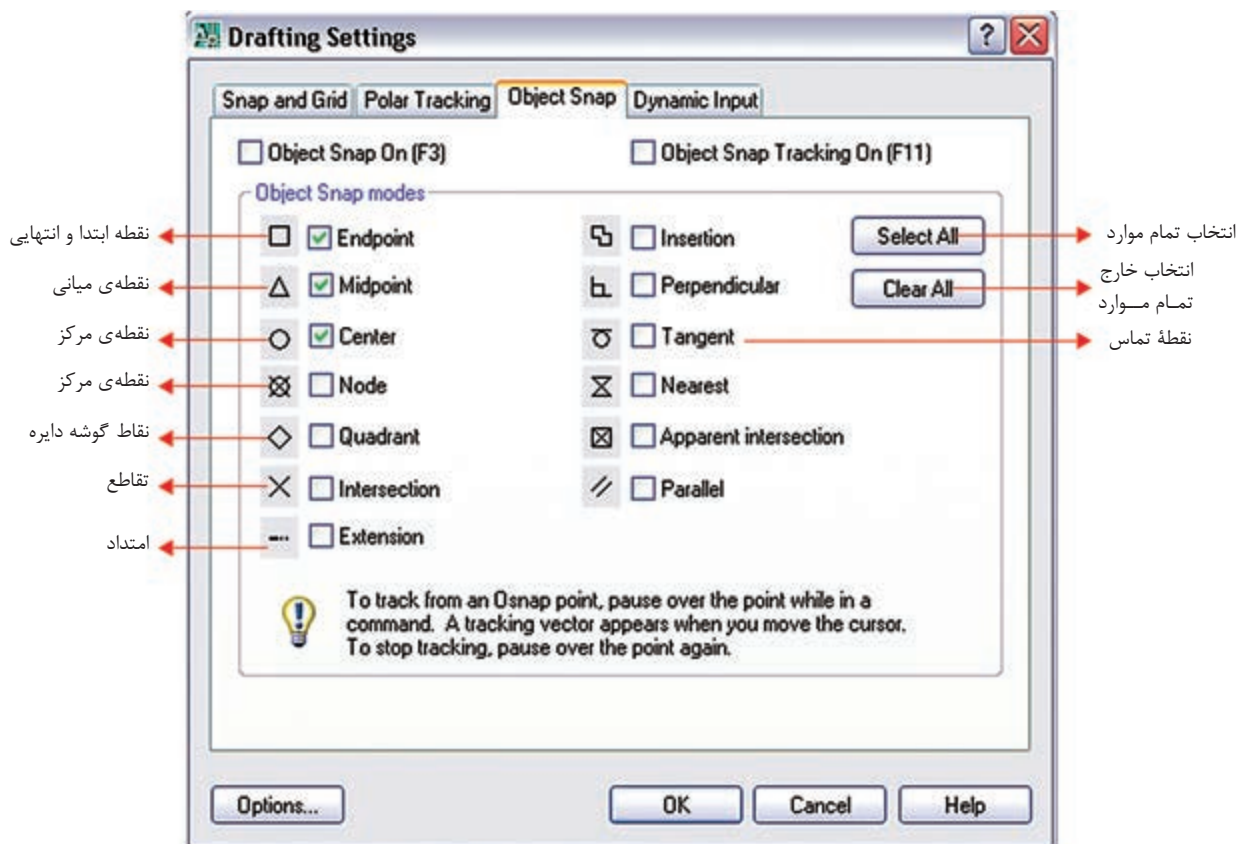 Drafting Settings
Snap and Grid Polar Tracking Object Snap Dynamic Input
Object Snap On (F3) Object Snap Tracking On (F11)
Object Snap modes
نقطه ابتدا و انتهایی Endpoint Insertion Select All انتخاب تمام موارد
نقطه‌ی میانی Midpoint Perpendicular Clear All انتخاب خارج
تمام مــوارد
نقطه‌ی مرکز Center Tangent نقطهٔ تماس
نقطه‌ی مرکز Node Nearest
نقاط گوشه دایره Quadrant Apparent intersection
تقاطع Intersection Parallel
امتداد Extension
To track from an Osnap point, pause over the point while in a
command. A tracking vector appears when you move the cursor.
To stop tracking, pause over the point again.
Options... OK Cancel Help